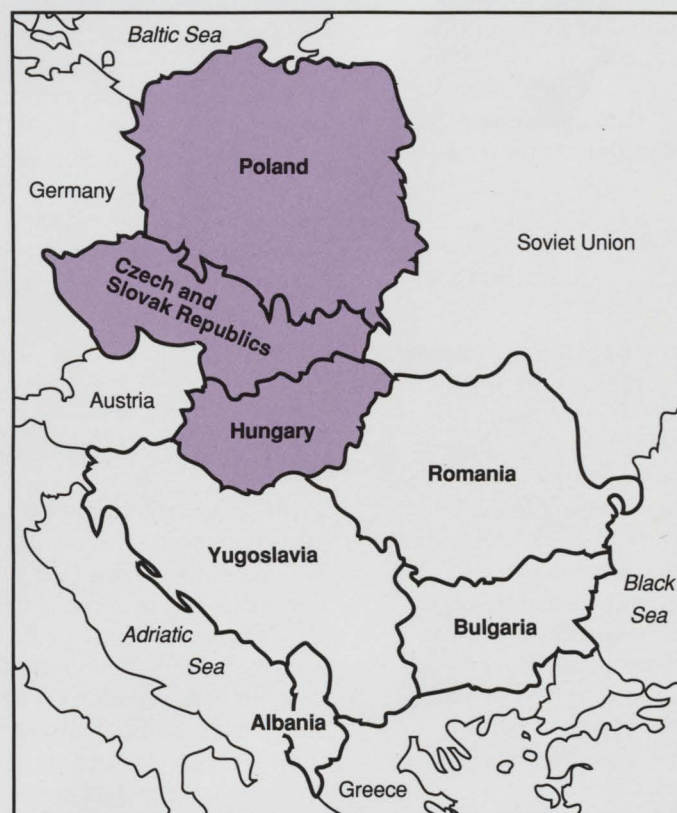 Baltic Sea
Poland
Germany
Soviet Union
Czech and
Slovak Republics
Austria
Hungary
Romania
Yugoslavia
Black
Sea
Bulgaria
Adriatic
Sea
Albania
Greece